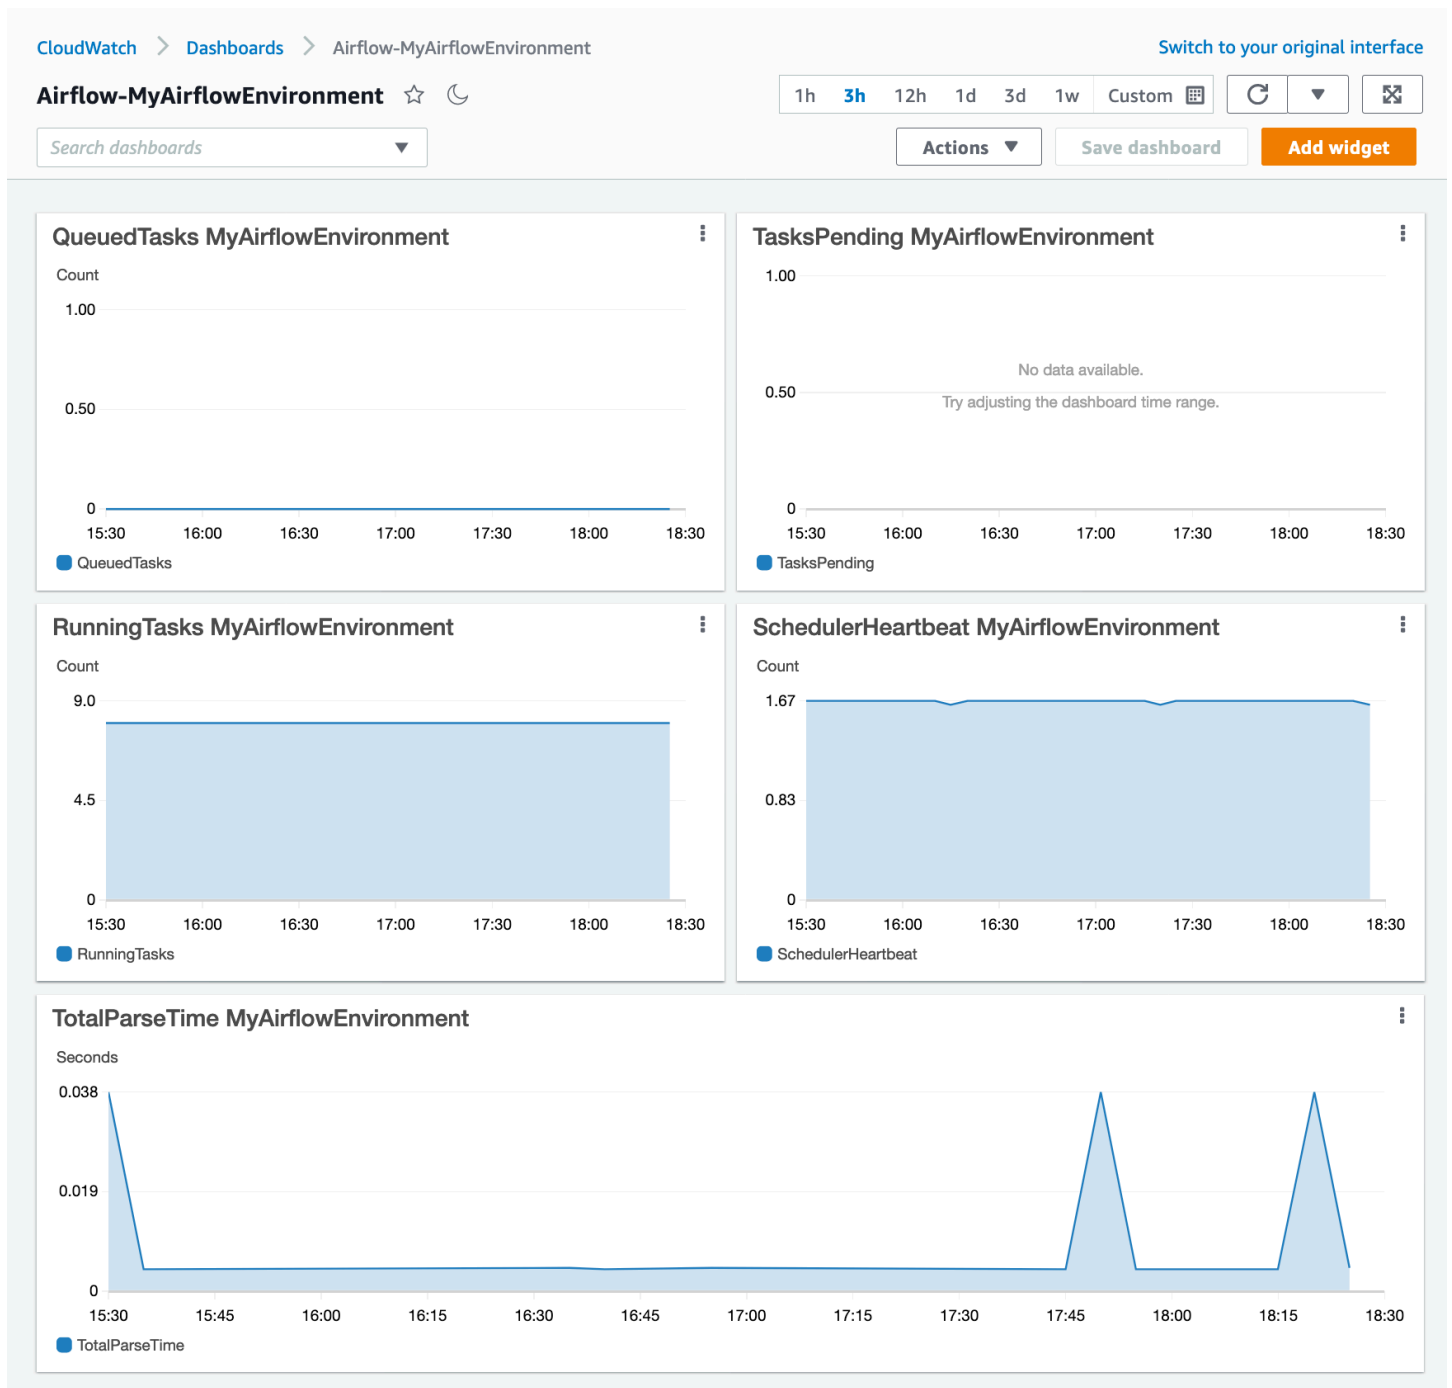 CloudWatch > Dashboards > Airflow-MyAirflowEnvironment
Switch to your original interface
Airflow-MyAirflowEnvironment
1h 3h 12h 1d 3d 1w Custom
Search dashboards
Actions
Save dashboard
Add widget
QueuedTasks MyAirflowEnvironment
Count
1.00
0.50
0
15:30 16:00 16:30 17:00 17:30 18:00 18:30
QueuedTasks
TasksPending MyAirflowEnvironment
1.00
No data available.
0.50
Try adjusting the dashboard time range.
0
15:30 16:00 16:30 17:00 17:30 18:00 18:30
TasksPending
RunningTasks MyAirflowEnvironment
Count
9.0
4.5
0
15:30 16:00 16:30 17:00 17:30 18:00 18:30
RunningTasks
SchedulerHeartbeat MyAirflowEnvironment
Count
1.67
0.83
0
15:30 16:00 16:30 17:00 17:30 18:00 18:30
SchedulerHeartbeat
TotalParseTime MyAirflowEnvironment
Seconds
0.038
0.019
0
15:30 15:45 16:00 16:15 16:30 16:45 17:00 17:15 17:30 17:45 18:00 18:15 18:30
TotalParseTime